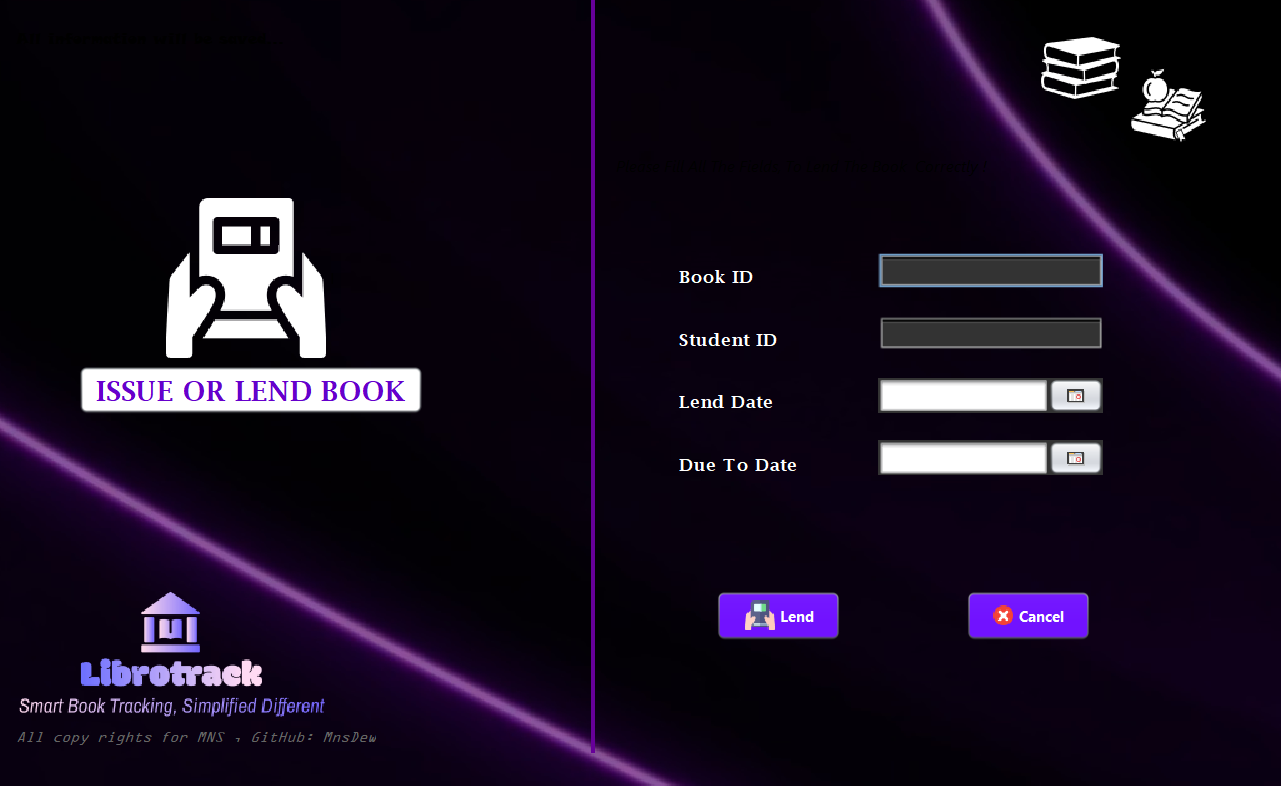 ISSUE OR LEND BOOK
Librotrack
Smart Book Tracking, Simplified Different
All copy rights for MNS , GitHub: MnsDew
Book ID
Student ID
Lend Date
Due To Date
Lend
Cancel